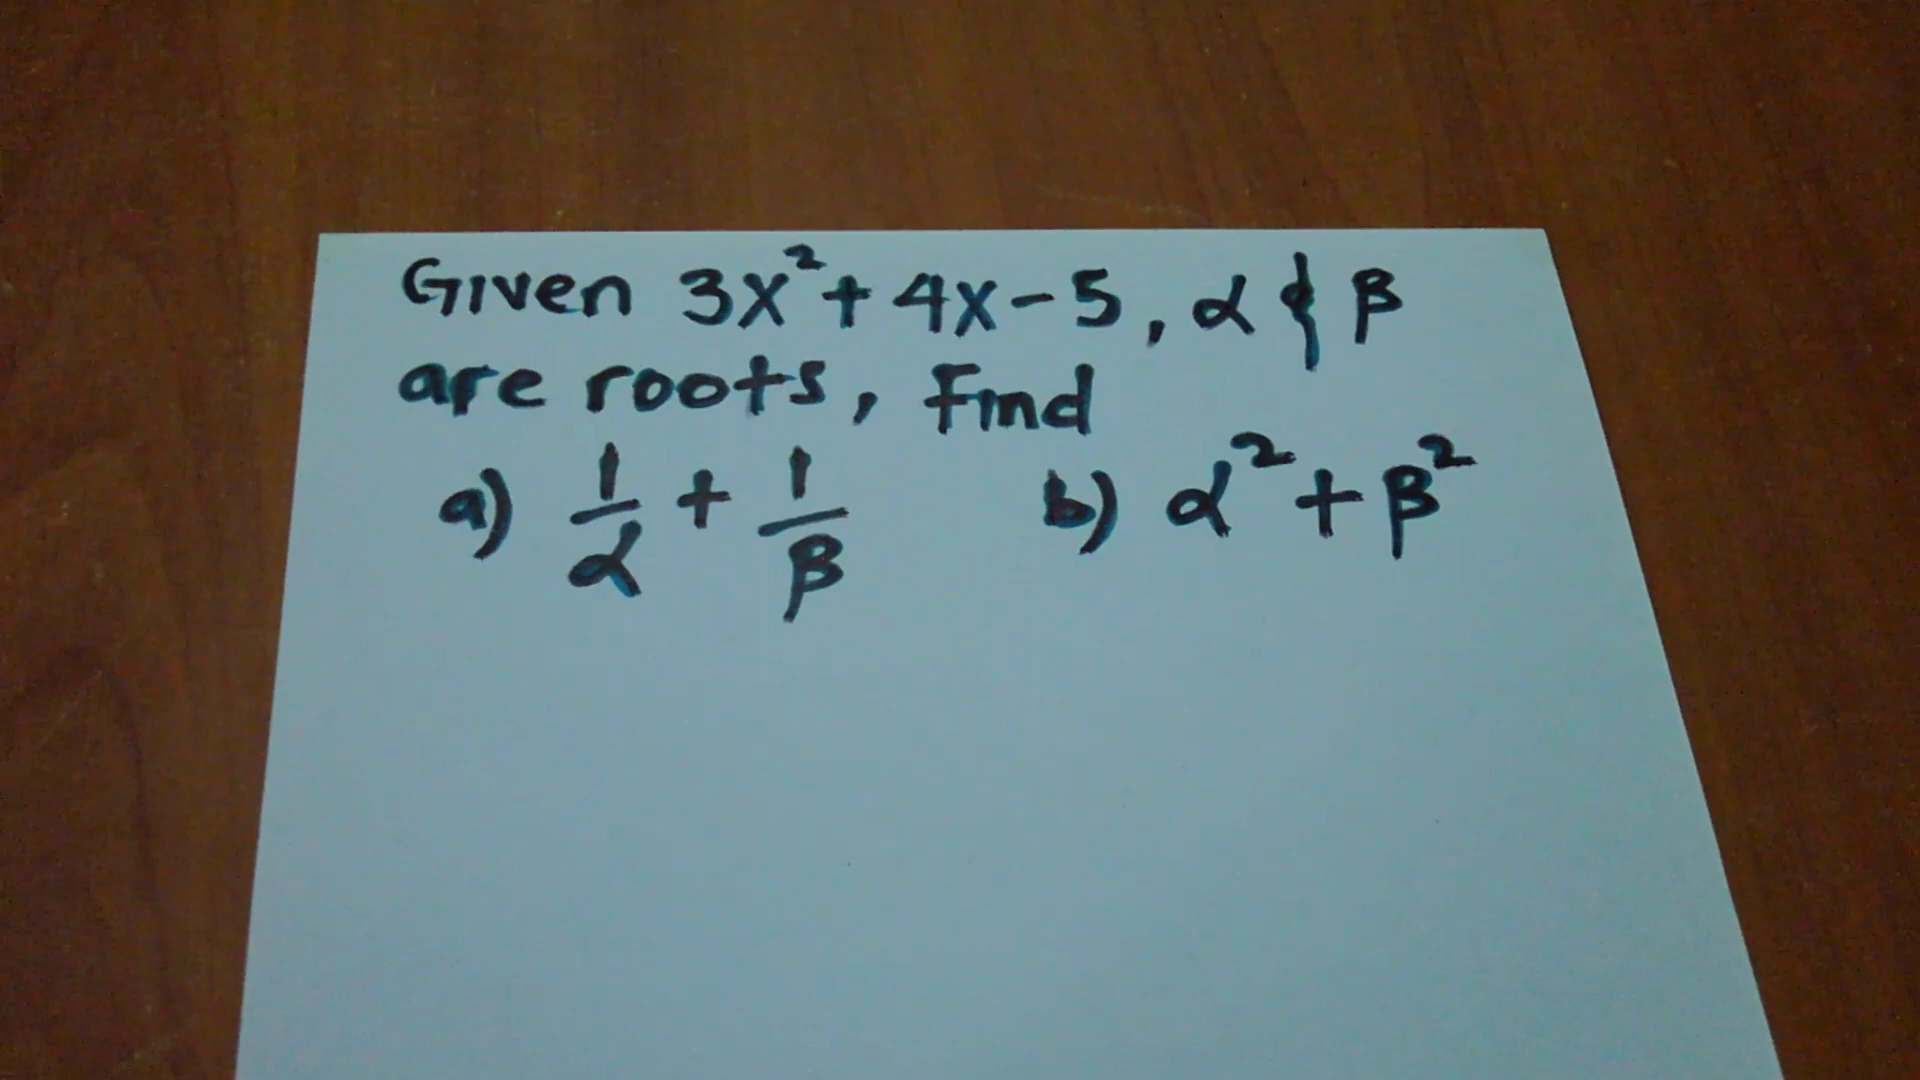 Given 3x² + 4x - 5, α & β
are roots, Find
a) 1/α + 1/β b) α² + β²